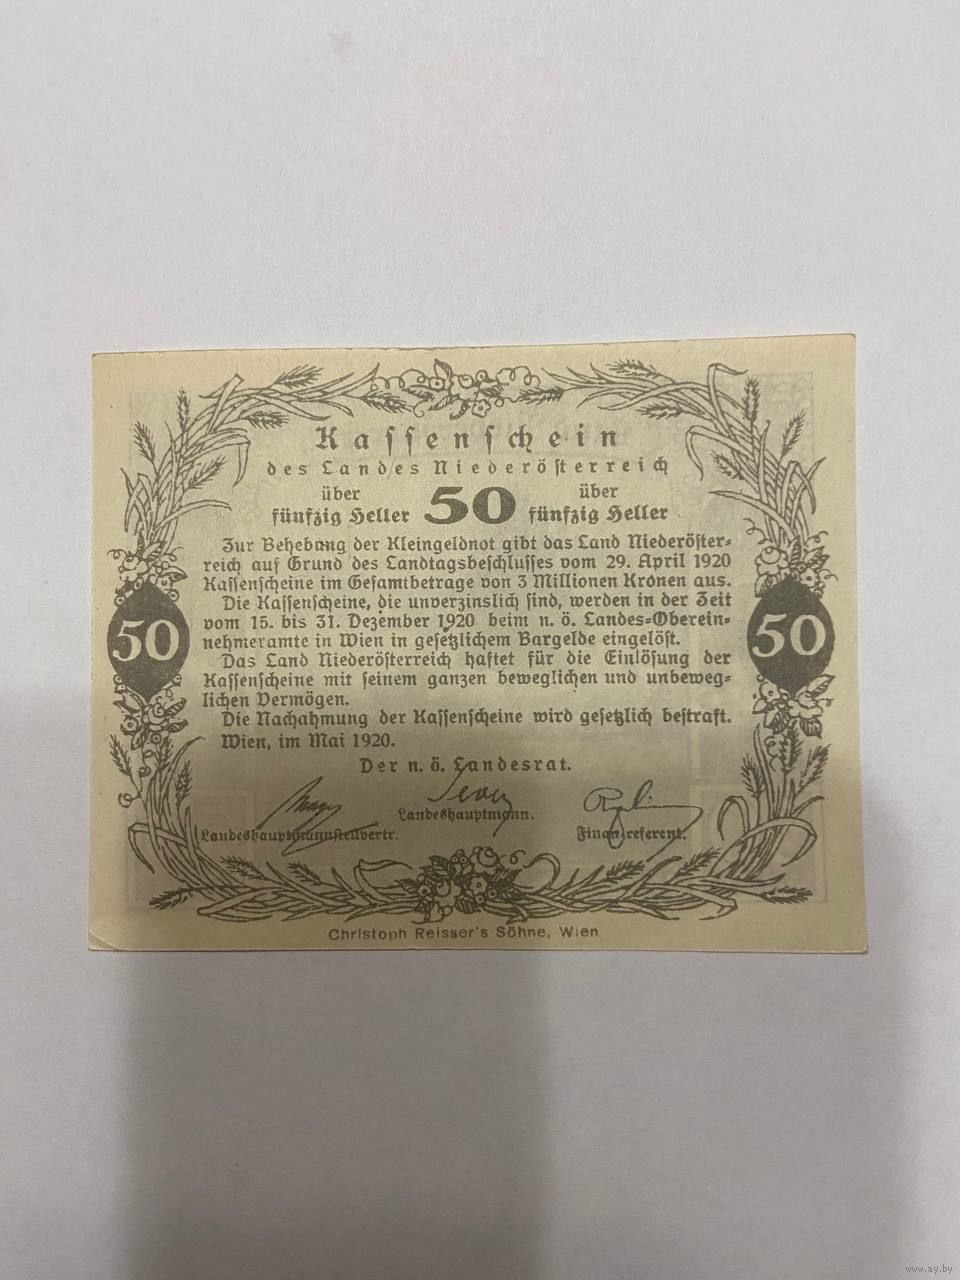 Kassenschein
des Landes Niederösterreich
über 50 über
fünfzig Heller fünfzig Heller
Zur Behebung der Kleingeldnot gibt das Land Niederöster-
reich auf Grund des Landtagsbeschlusses vom 29. April 1920
Kassenscheine im Gesamtbetrage von 3 Millionen Kronen aus.
Die Kassenscheine, die unverzinslich sind, werden in der Zeit
vom 15. bis 31. Dezember 1920 beim n. ö. Landes-Oberein-
nehmeramte in Wien in gesetzlichem Bargelde eingelöst.
50 50
Das Land Niederösterreich haftet für die Einlösung der
Kassenscheine mit seinem ganzen beweglichen und unbeweg-
lichen Vermögen.
Die Nachahmung der Kassenscheine wird gesetzlich bestraft.
Wien, im Mai 1920.
Der n. ö. Landesrat.
Landeshauptmann.
Landeshauptmannstellvertr. Finanzreferent.
Christoph Reisser's Söhne, Wien
www.ay.by